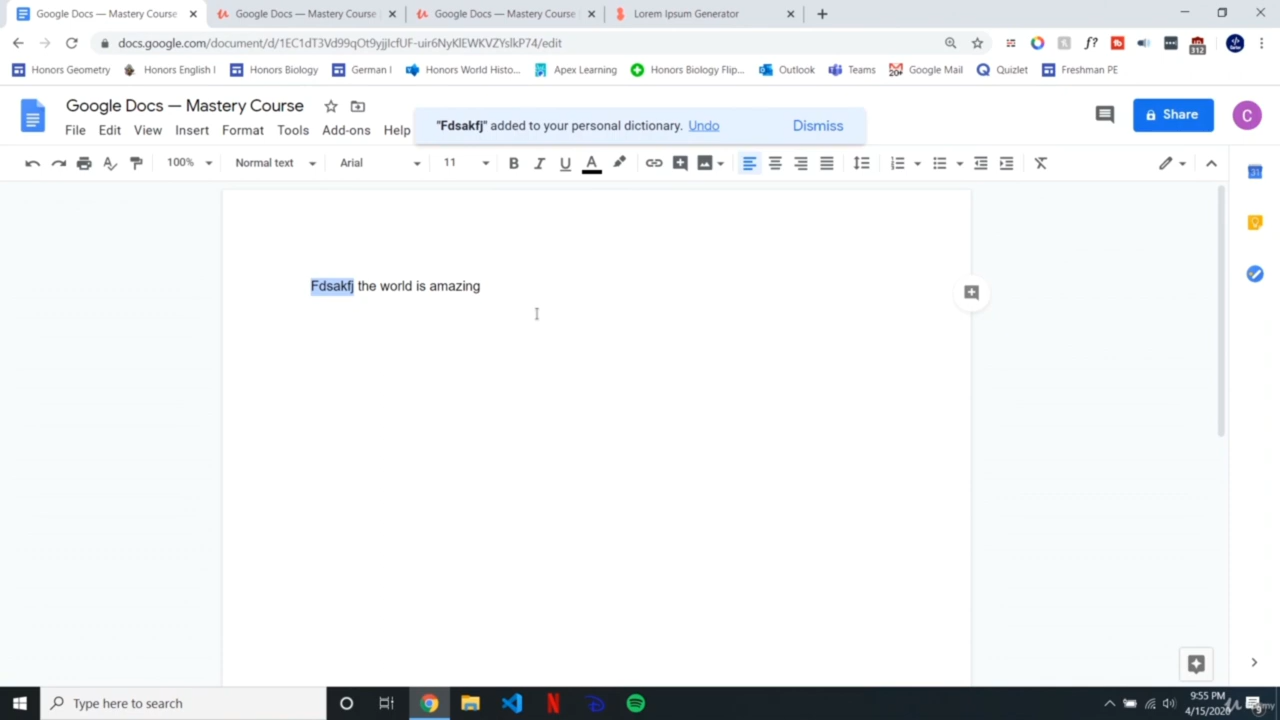 Google Docs — Mastery Course
Google Docs — Mastery Course
Google Docs — Mastery Course
Lorem Ipsum Generator
docs.google.com/document/d/1EC1dT3Vd99qOt9yjjlcfUF-uir6NyKlEWKVZYslkP74/edit
312
Honors Geometry
Honors English I
Honors Biology
German I
Honors World Histo...
Apex Learning
Honors Biology Flip...
Outlook
Teams
Google Mail
Quizlet
Freshman PE
Google Docs — Mastery Course
"Fdsakfj" added to your personal dictionary. Undo Dismiss
Share
C
File Edit View Insert Format Tools Add-ons Help
100% Normal text Arial 11
31
Fdsakfj the world is amazing
Type here to search
9:55 PM
4/15/2020